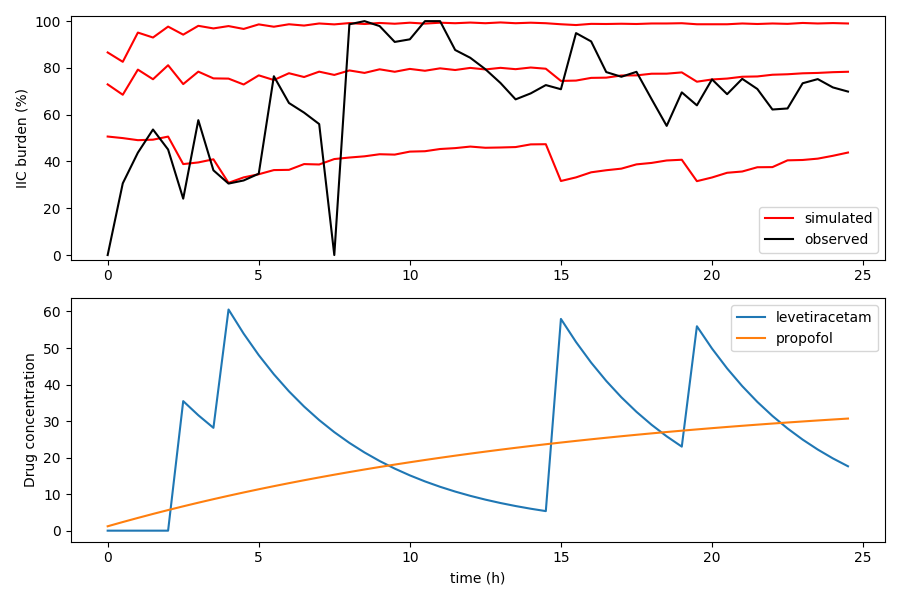 IIC burden (%)
100
80
60
40
20
0
simulated
observed
0 5 10 15 20 25
Drug concentration
60
50
40
30
20
10
0
levetiracetam
propofol
0 5 10 15 20 25
time (h)